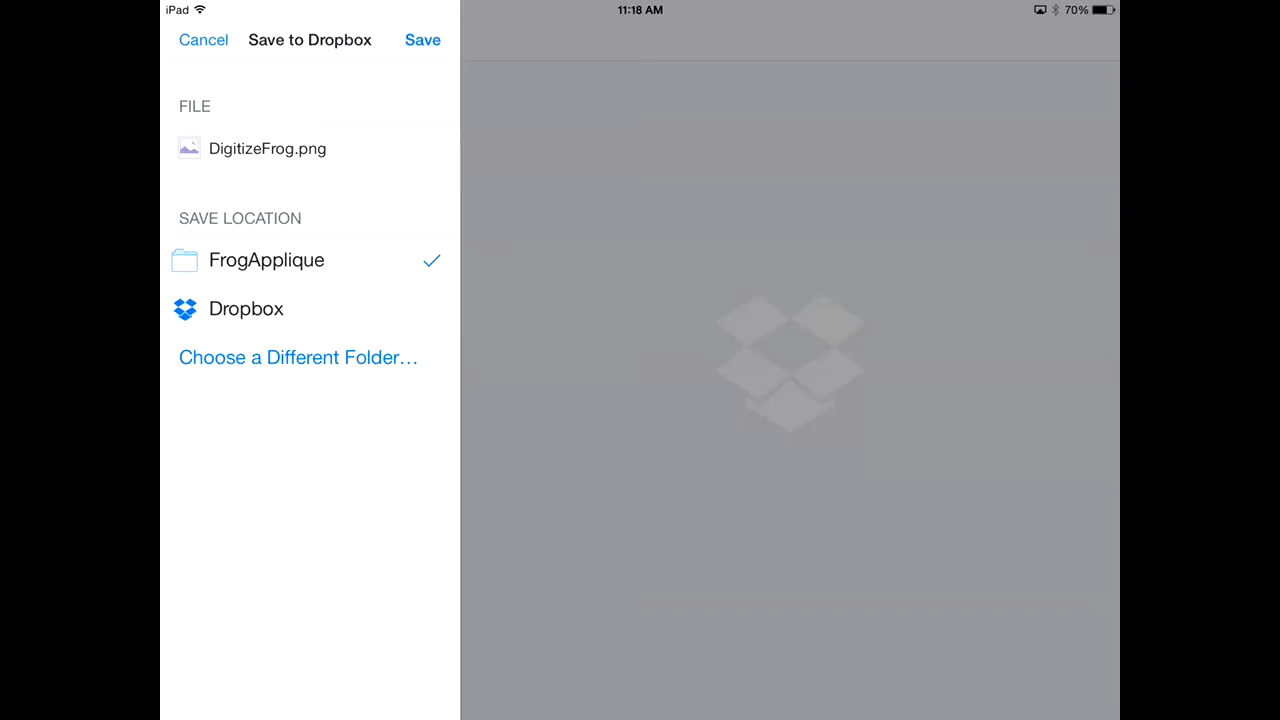 iPad 11:18 AM 70%
Cancel Save to Dropbox Save
FILE
DigitizeFrog.png
SAVE LOCATION
FrogApplique
Dropbox
Choose a Different Folder…